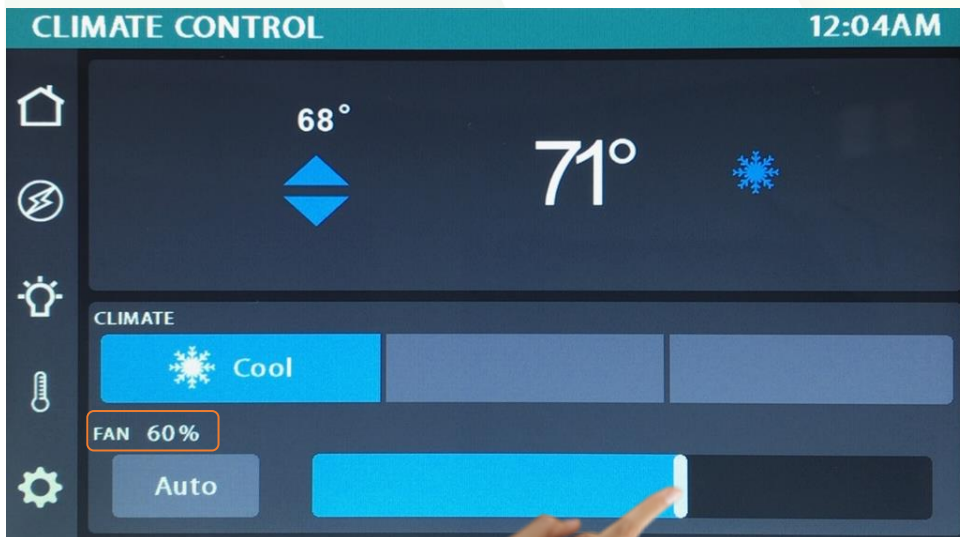 CLIMATE CONTROL 12:04AM
68°
71°
CLIMATE
Cool
FAN 60%
Auto